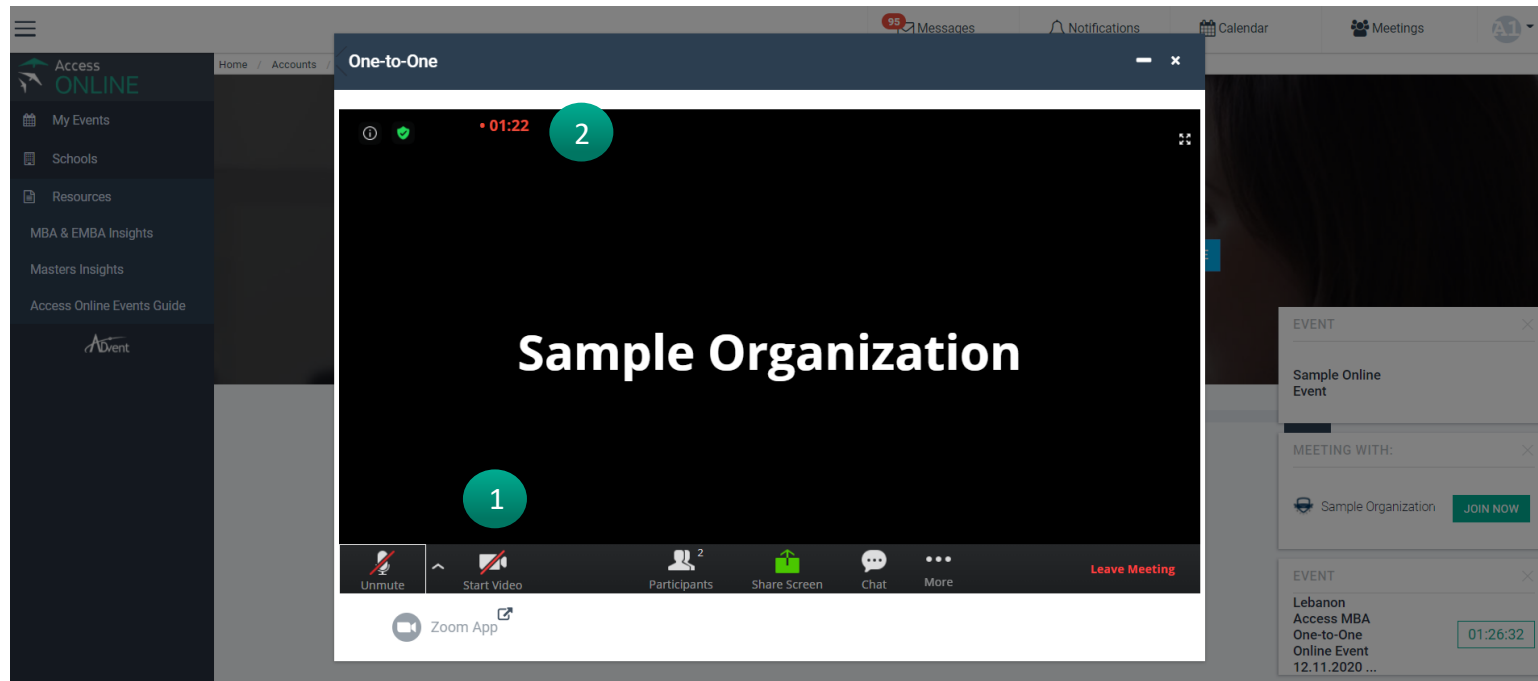 95
Messages
Notifications
Calendar
Meetings
A1
Access
ONLINE
Home / Accounts /
One-to-One
My Events
Schools
Resources
MBA & EMBA Insights
Masters Insights
Access Online Events Guide
ADvent
• 01:22
2
Sample Organization
1
Unmute
Start Video
2
Participants
Share Screen
Chat
More
Leave Meeting
Zoom App
EVENT
Sample Online
Event
MEETING WITH:
Sample Organization
JOIN NOW
EVENT
Lebanon
Access MBA
One-to-One
Online Event
12.11.2020 ...
01:26:32